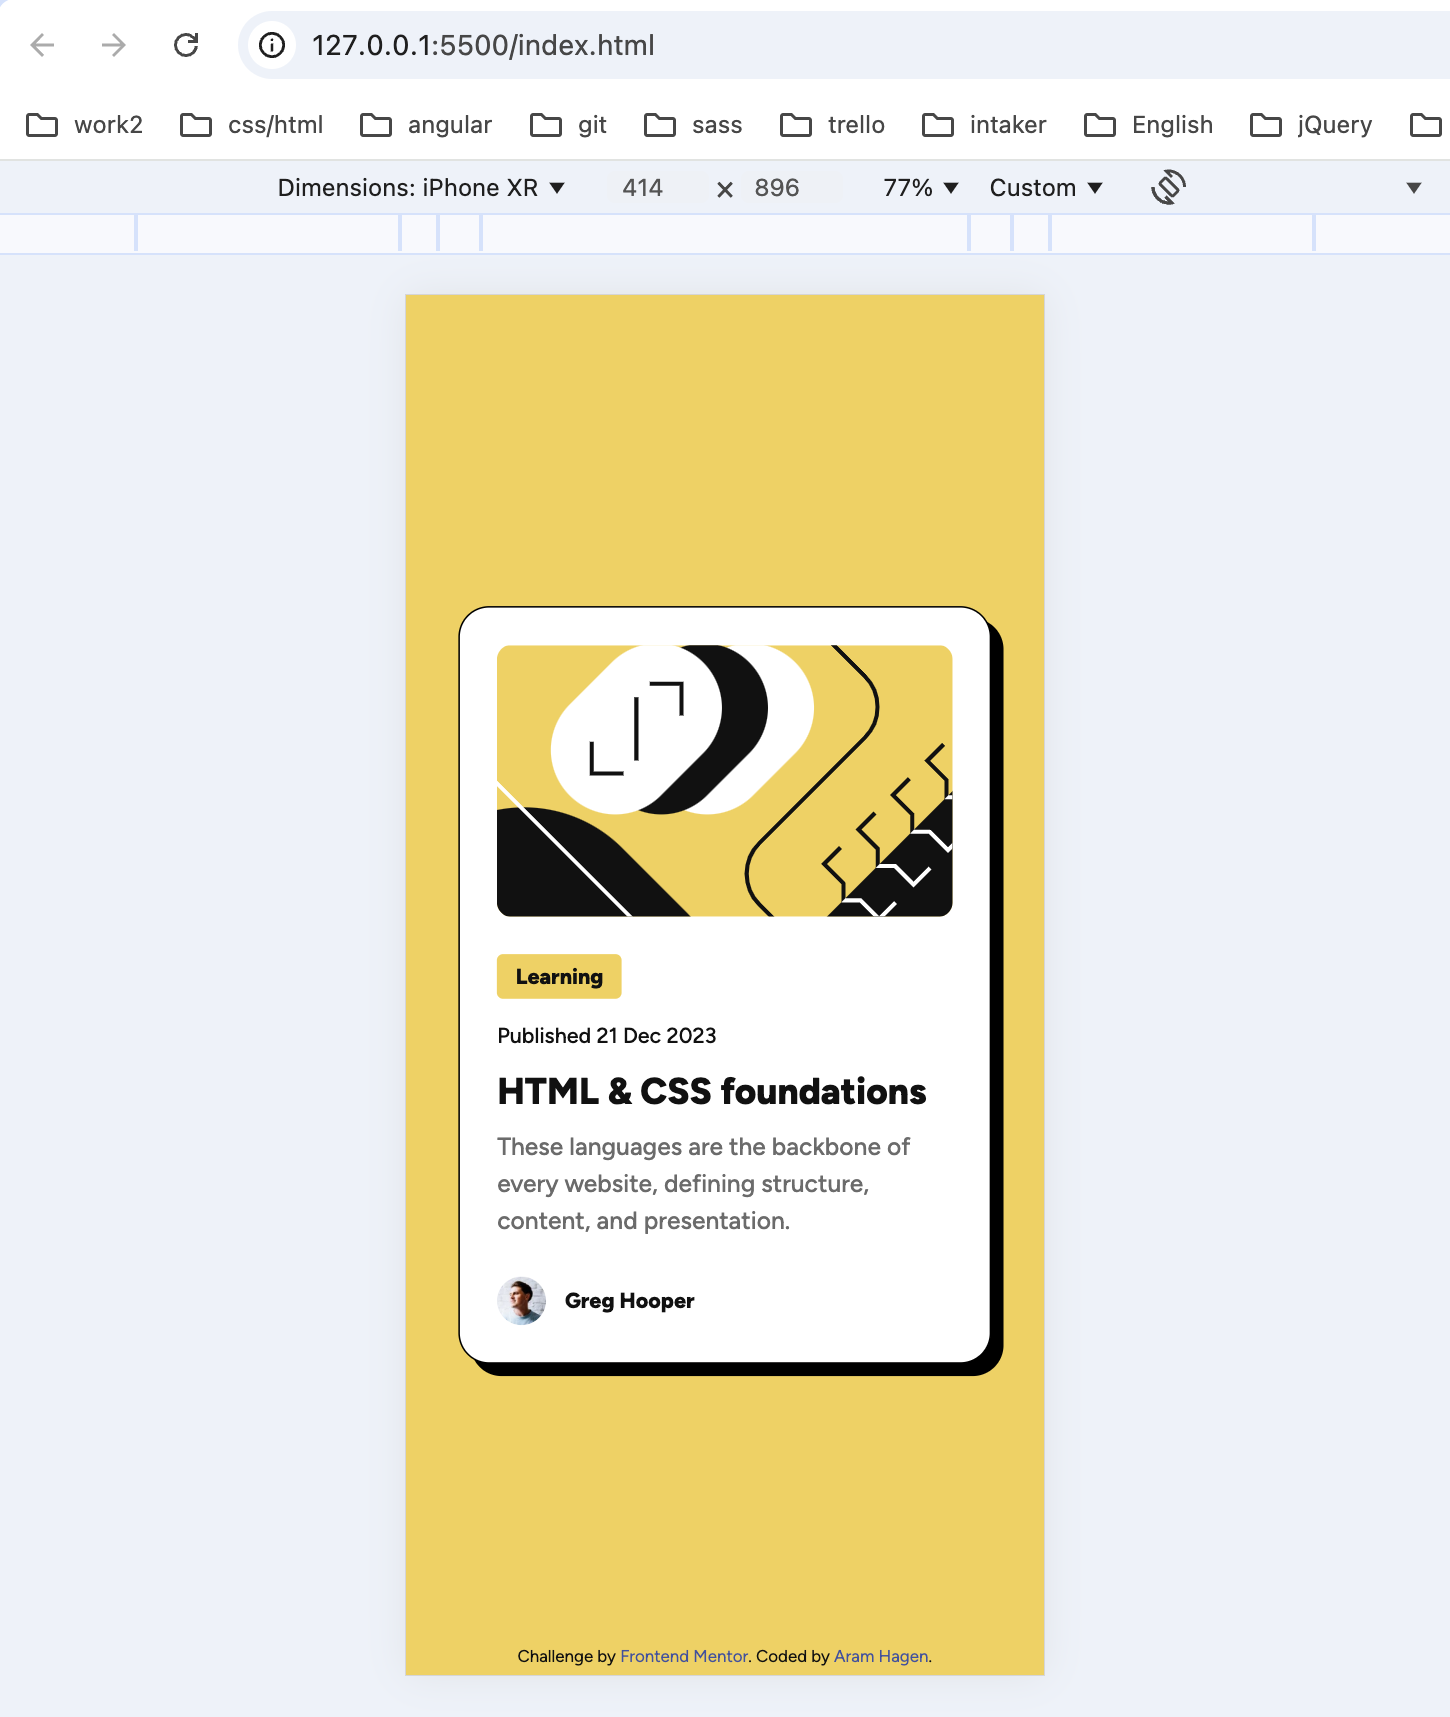 127.0.0.1:5500/index.html
work2 css/html angular git sass trello intaker English jQuery
Dimensions: iPhone XR ▼ 414 × 896 77% ▼ Custom ▼ ▼
Learning
Published 21 Dec 2023
HTML & CSS foundations
These languages are the backbone of
every website, defining structure,
content, and presentation.
Greg Hooper
Challenge by Frontend Mentor. Coded by Aram Hagen.